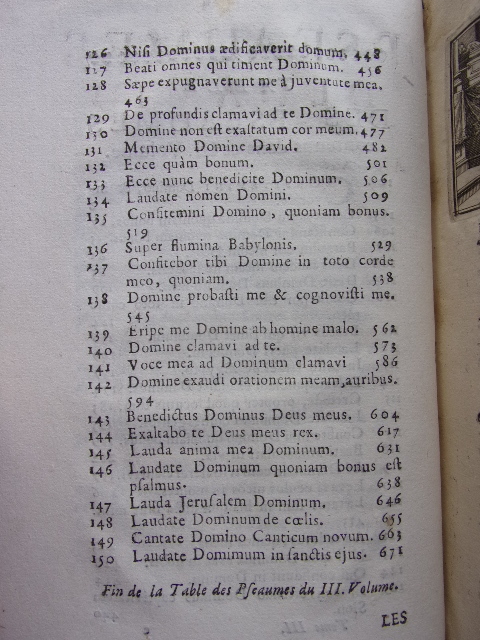 126 Niſi Dominus ædificaverit domum, 448
127 Beati omnes qui timent Dominum. 456
128 Sæpe expugnaverunt me à juventute mea,
463
129 De profundis clamavi ad te Domine. 471
130 Domine non eſt exaltatum cor meum. 477
131 Memento Domine David. 482
132 Ecce quàm bonum. 501
133 Ecce nunc benedicite Dominum. 506
134 Laudate nomen Domini. 509
135 Confitemini Domino, quoniam bonus.
519
136 Super flumina Babylonis, 529
137 Confitebor tibi Domine in toto corde
meo, quoniam. 538
138 Domine probaſti me & cognoviſti me.
545
139 Eripe me Domine ab homine malo. 562
140 Domine clamavi ad te. 573
141 Voce mea ad Dominum clamavi 586
142 Domine exaudi orationem meam, auribus.
594
143 Benedictus Dominus Deus meus. 604
144 Exaltabo te Deus meus rex. 617
145 Lauda anima mea Dominum. 631
146 Laudate Dominum quoniam bonus eſt
pſalmus. 638
147 Lauda Jeruſalem Dominum. 646
148 Laudate Dominum de cœlis. 655
149 Cantate Domino Canticum novum. 663
150 Laudate Domimum in ſanctis ejus. 671
Fin de la Table des Pſeaumes du III. Volume.
LES